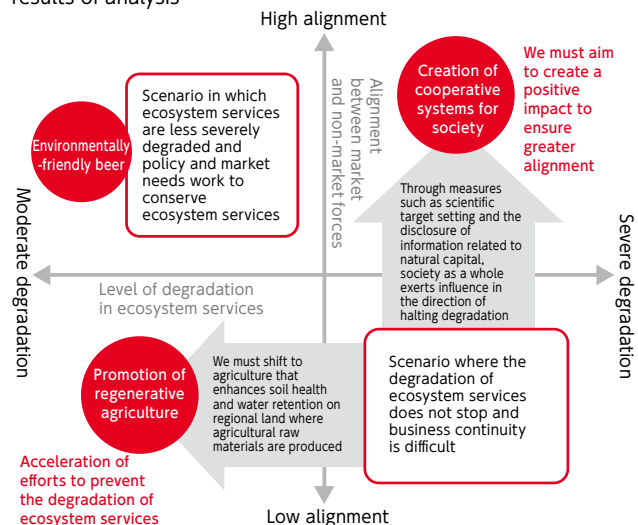 results of analysis
High alignment
Alignment
between market
and non-market forces
Environmentally
-friendly beer
Scenario in which
ecosystem services
are less severely
degraded and
policy and market
needs work to
conserve
ecosystem services
Creation of
cooperative
systems for
society
We must aim
to create a
positive
impact to
ensure
greater
alignment
Through measures
such as scientific
target setting and the
disclosure of
information related to
natural capital,
society as a whole
exerts influence in
the direction of
halting degradation
Moderate degradation
Severe degradation
Level of degradation
in ecosystem services
Promotion of
regenerative
agriculture
We must shift to
agriculture that
enhances soil health
and water retention on
regional land where
agricultural raw
materials are produced
Scenario where the
degradation of
ecosystem services
does not stop and
business continuity
is difficult
Acceleration of
efforts to prevent
the degradation of
ecosystem services
Low alignment